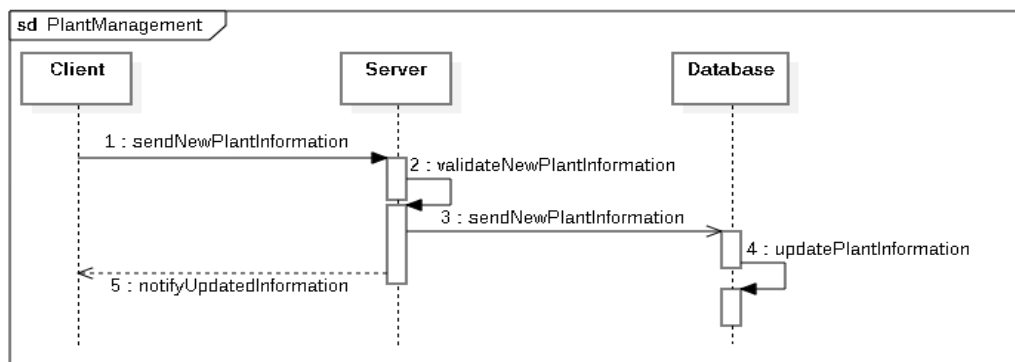 sd PlantManagement
Client
Server
Database
1 : sendNewPlantInformation
2 : validateNewPlantInformation
3 : sendNewPlantInformation
4 : updatePlantInformation
5 : notifyUpdatedInformation